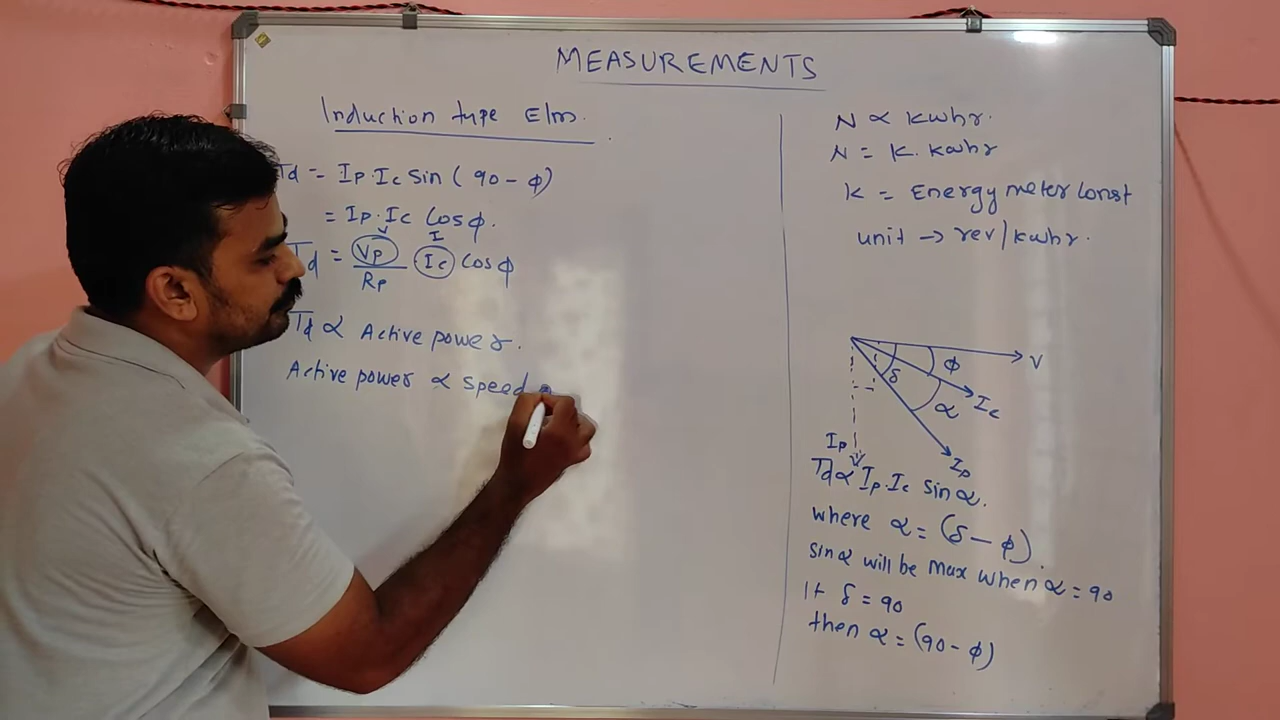 MEASUREMENTS
Induction type Elm.
Td = Ip.Ic Sin (90-φ)
= Ip.Ic Cosφ.
V I
Td = Vp/Rp . Ic Cosφ
Td ∝ Active power.
Active power ∝ speed
N ∝ kwhr.
N = K. kwhr
K = Energy meter Const
unit → rev/kwhr.
V
φ
δ
Ic
α
Ip
Ip
Td ∝ Ip.Ic Sin α.
where α = (δ - φ).
sin α will be max when α = 90
If δ = 90
then α = (90 - φ)